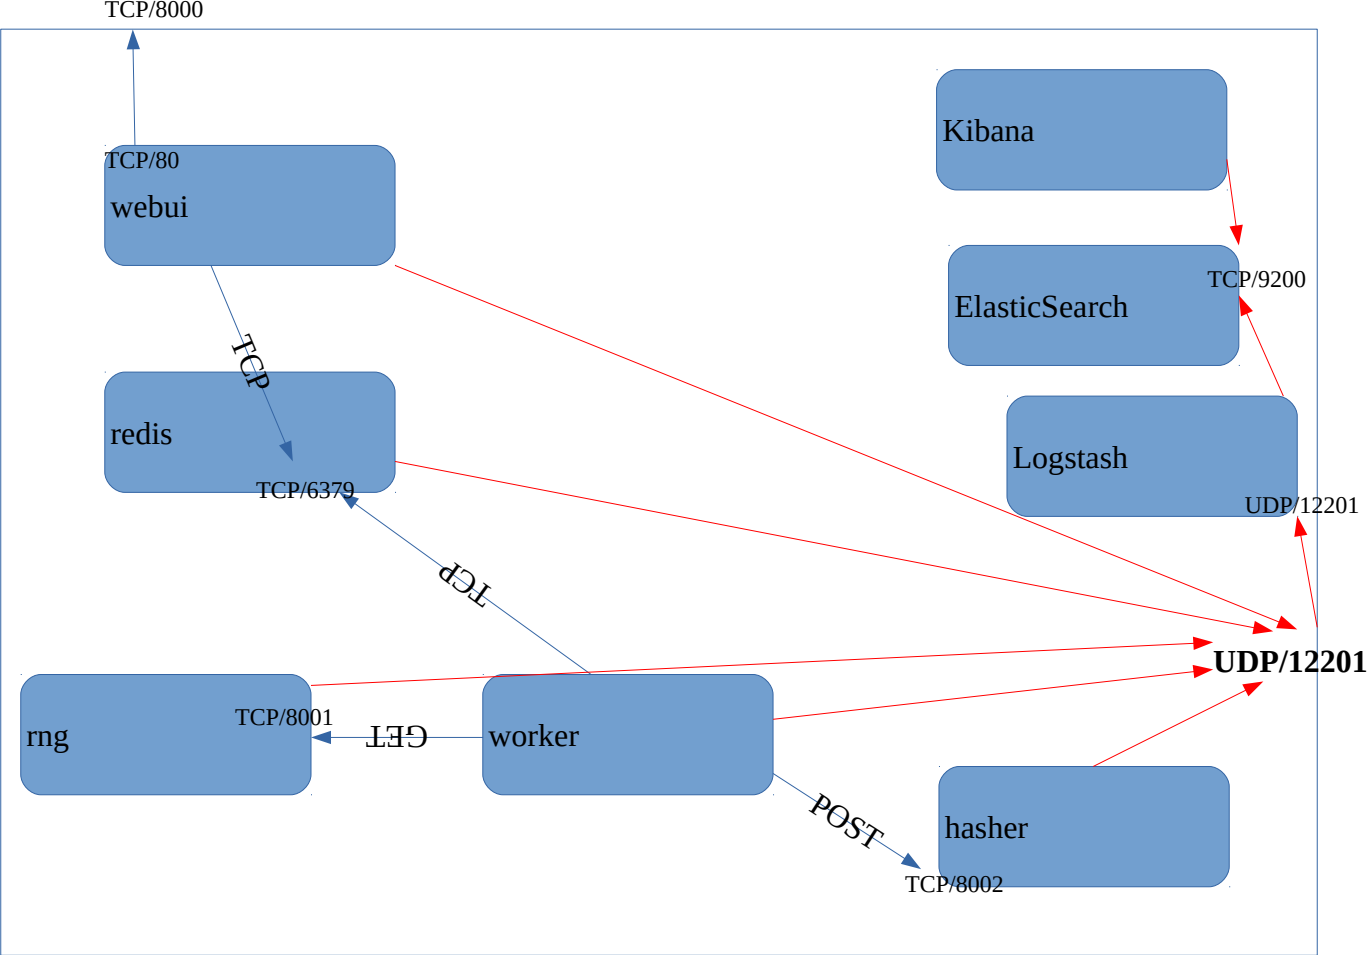 TCP/8000
TCP/80
webui
Kibana
TCP/9200
ElasticSearch
TCP
redis
TCP/6379
Logstash
UDP/12201
TCP
UDP/12201
rng
TCP/8001
GET
worker
POST
hasher
TCP/8002